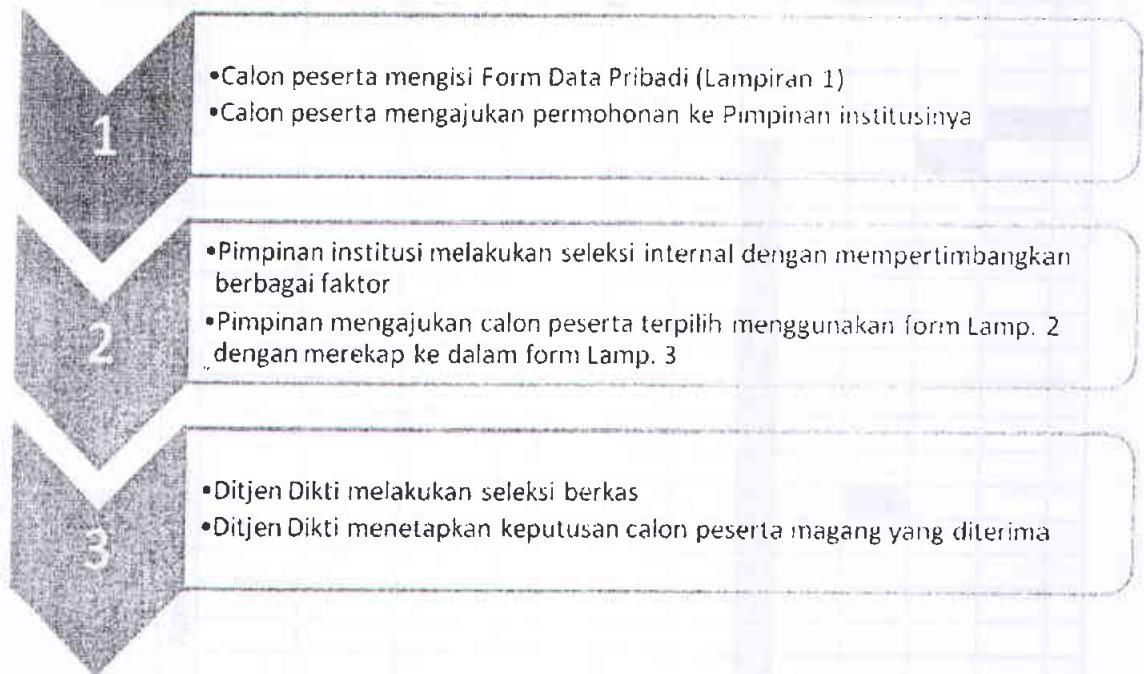 1
•Calon peserta mengisi Form Data Pribadi (Lampiran 1)
•Calon peserta mengajukan permohonan ke Pimpinan institusinya
2
•Pimpinan institusi melakukan seleksi internal dengan mempertimbangkan
berbagai faktor
•Pimpinan mengajukan calon peserta terpilih menggunakan form Lamp. 2
dengan merekap ke dalam form Lamp. 3
3
•Ditjen Dikti melakukan seleksi berkas
•Ditjen Dikti menetapkan keputusan calon peserta magang yang diterima